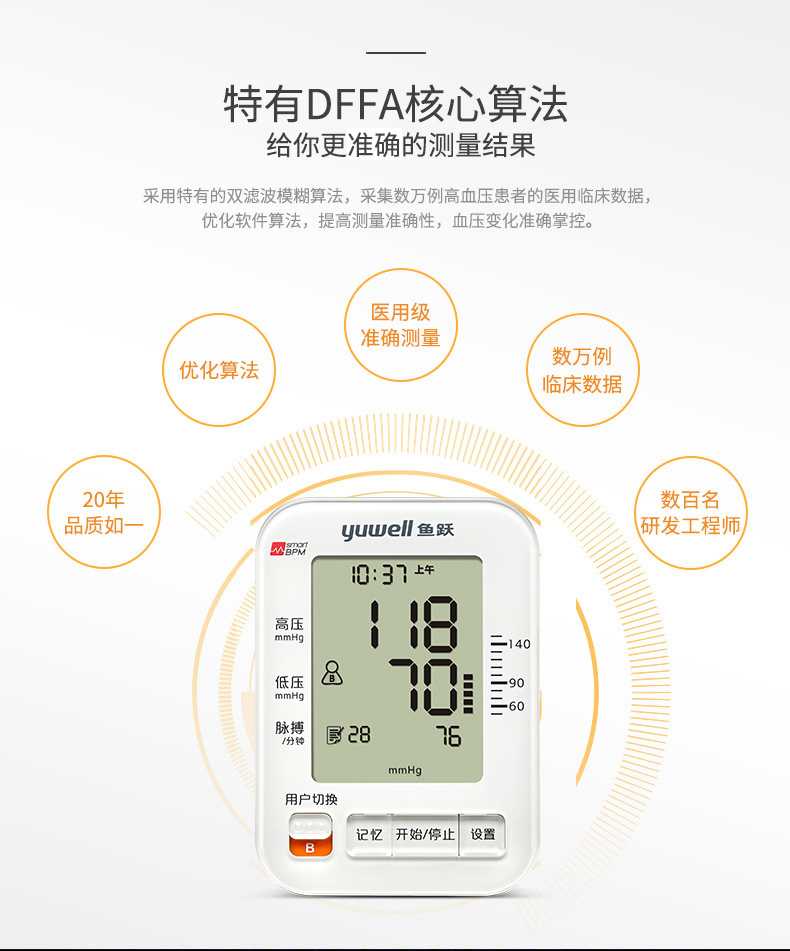 特有DFFA核心算法
给你更准确的测量结果
采用特有的双滤波模糊算法，采集数万例高血压患者的医用临床数据，
优化软件算法，提高测量准确性，血压变化准确掌控。
医用级
准确测量
优化算法
数万例
临床数据
20年
品质如一
数百名
研发工程师
yuwell 鱼跃
smart
BPM
10:37 上午
高压
mmHg
118
140
低压
mmHg
B
70
90
60
脉搏
/分钟
28
76
mmHg
用户切换
B
记忆
开始/停止
设置